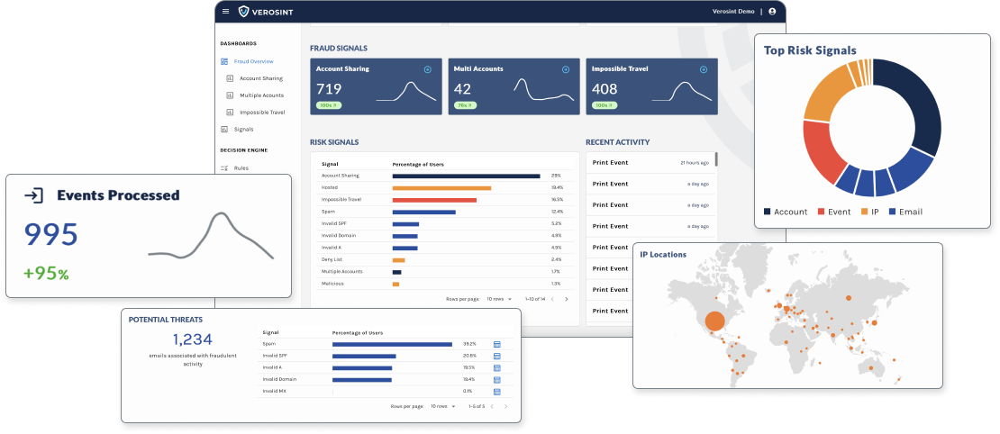 VEROSINT
Verosint Demo |
DASHBOARDS
Fraud Overview
Account Sharing
Multiple Acounts
Impossible Travel
Signals
DECISION ENGINE
Rules
FRAUD SIGNALS
Account Sharing
719
100%
Multi Accounts
42
76%
Impossible Travel
408
100%
RISK SIGNALS
Signal Percentage of Users
Account Sharing 29%
Hosted 19.4%
Impossible Travel 16.5%
Spam 12.4%
Invalid SPF 5.2%
Invalid Domain 4.9%
Invalid A 4.9%
Deny List 2.4%
Multiple Accounts 1.7%
Malicious 1.3%
Rows per page: 10 rows 1-10 of 14
RECENT ACTIVITY
Print Event 21 hours ago
Print Event a day ago
Print Event a day ago
Print Event a day ago
Print Event
Print Event
Print Event
Print Event
Top Risk Signals
Account Event IP Email
Events Processed
995
+95%
POTENTIAL THREATS
1,234
emails associated with fraudulent
activity
Signal Percentage of Users
Spam 39.2%
Invalid SPF 20.8%
Invalid A 19.5%
Invalid Domain 19.4%
Invalid MX 0.1%
Rows per page: 10 rows 1-5 of 5
IP Locations